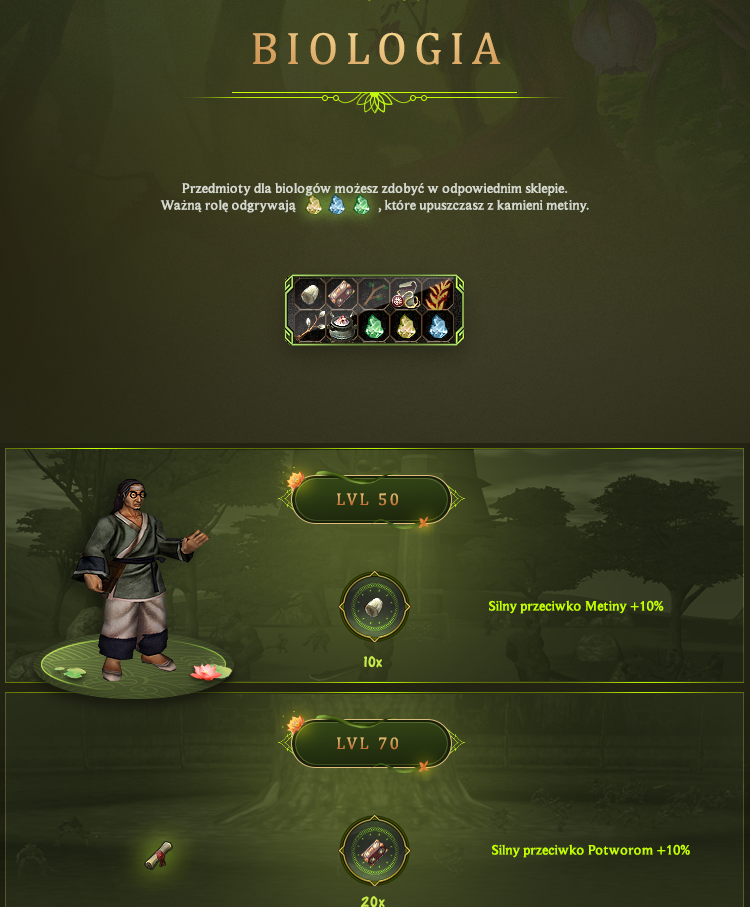 BIOLOGIA
Przedmioty dla biologów możesz zdobyć w odpowiednim sklepie.
Ważną rolę odgrywają , które upuszczasz z kamieni metiny.
LVL 50
Silny przeciwko Metiny +10%
10x
LVL 70
Silny przeciwko Potworom +10%
20x